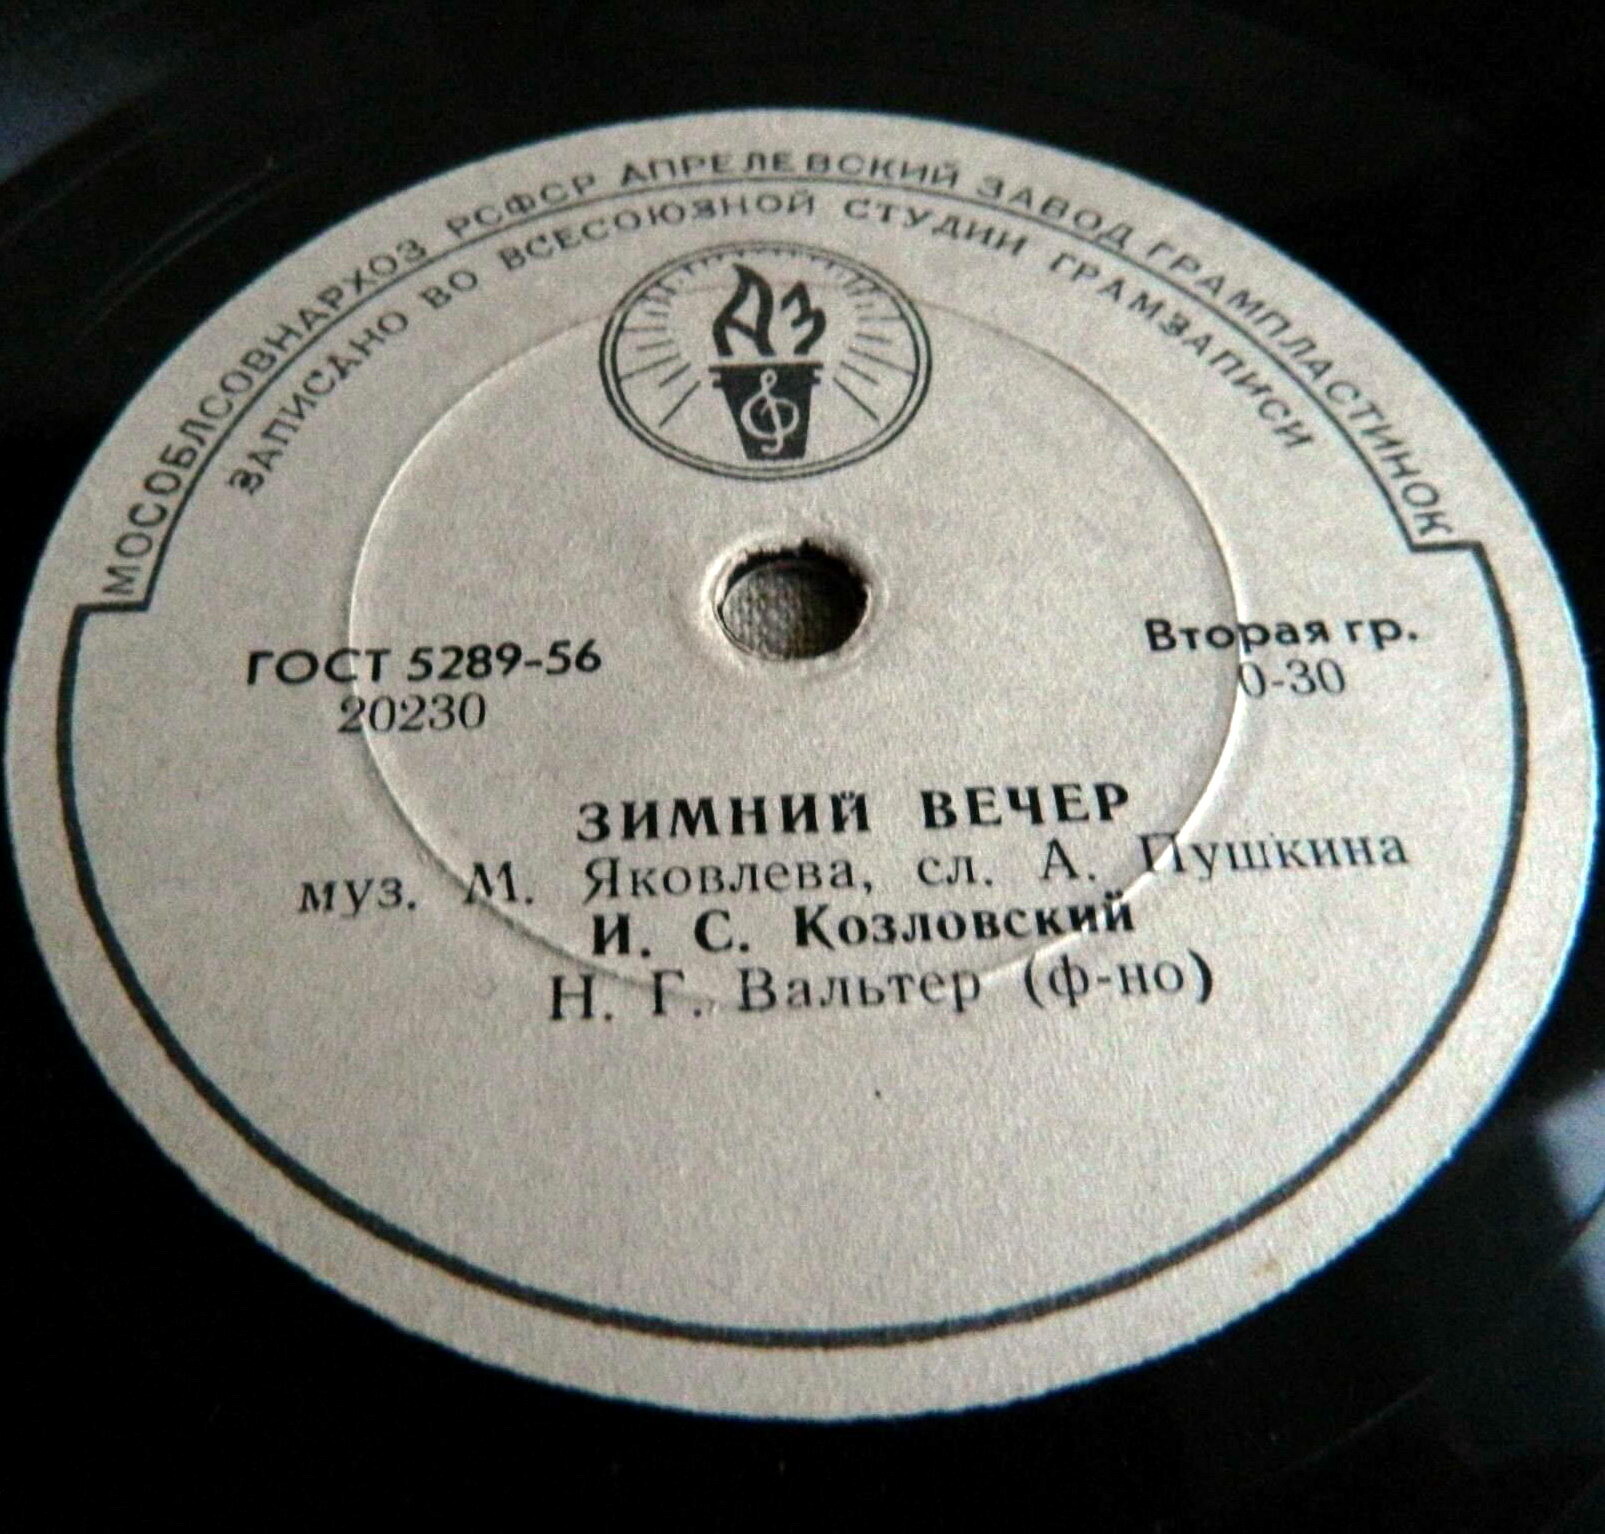 МОСОБЛСОВНАРХОЗ РСФСР АПРЕЛЕВСКИЙ ЗАВОД ГРАМПЛАСТИНОК
ЗАПИСАНО ВО ВСЕСОЮЗНОЙ СТУДИИ ГРАМЗАПИСИ
АЗ
ГОСТ 5289-56
20230
Вторая гр.
0-30
ЗИМНИЙ ВЕЧЕР
муз. М. Яковлева, сл. А. Пушкина
И. С. Козловский
Н. Г. Вальтер (ф-но)